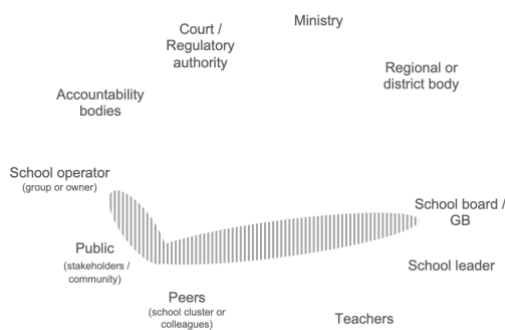 Ministry
Court /
Regulatory
authority
Regional or
district body
Accountability
bodies
School operator
(group or owner)
School board /
GB
Public
(stakeholders /
community)
School leader
Peers
(school cluster or
colleagues)
Teachers